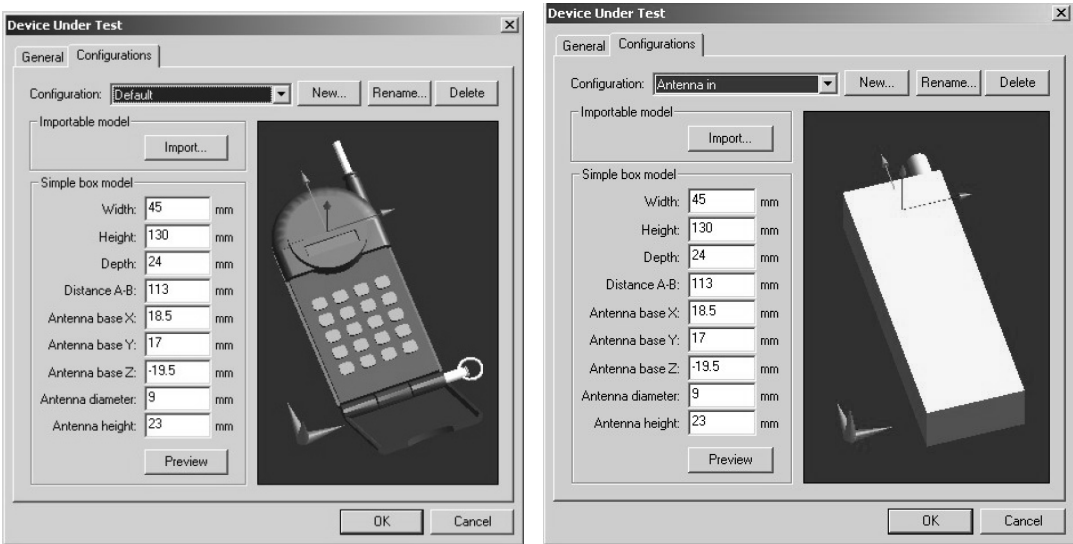 Device Under Test
General Configurations
Configuration: Default New... Rename... Delete
Importable model
Import...
Simple box model
Width: 45 mm
Height: 130 mm
Depth: 24 mm
Distance A-B: 113 mm
Antenna base X: 18.5 mm
Antenna base Y: 17 mm
Antenna base Z: -19.5 mm
Antenna diameter: 9 mm
Antenna height: 23 mm
Preview
OK Cancel
Device Under Test
General Configurations
Configuration: Antenna in New... Rename... Delete
Importable model
Import...
Simple box model
Width: 45 mm
Height: 130 mm
Depth: 24 mm
Distance A-B: 113 mm
Antenna base X: 18.5 mm
Antenna base Y: 17 mm
Antenna base Z: -19.5 mm
Antenna diameter: 9 mm
Antenna height: 23 mm
Preview
OK Cancel